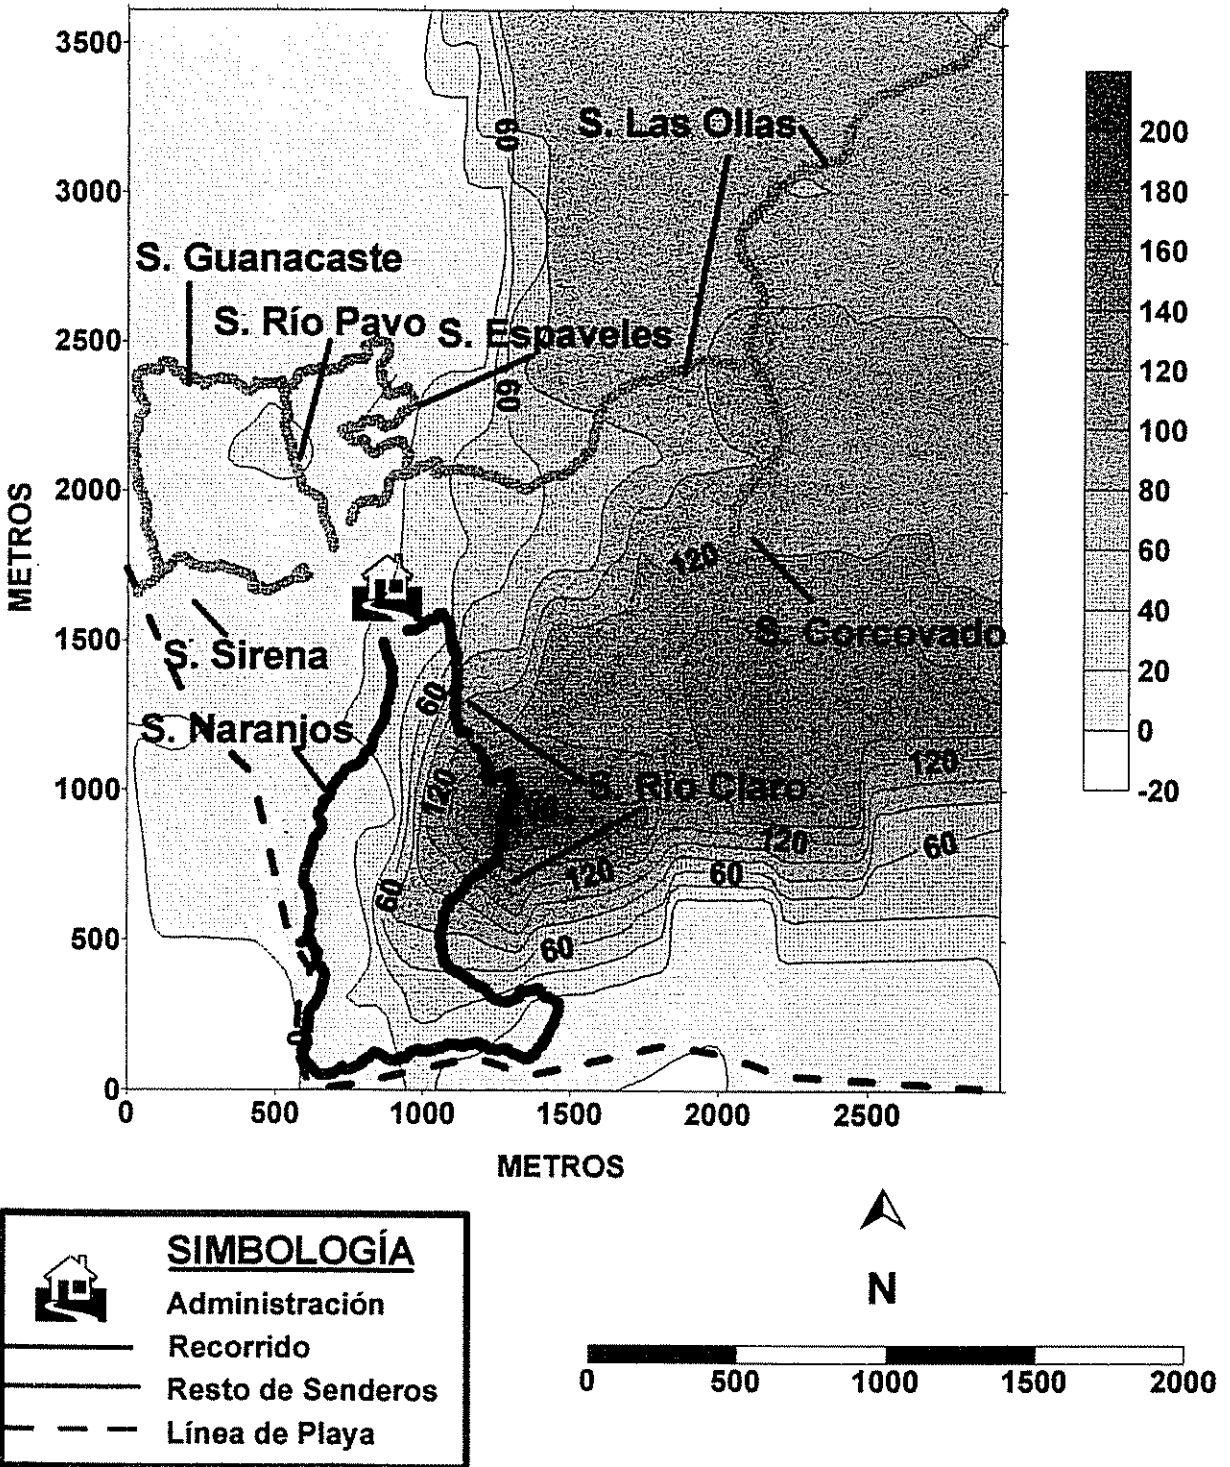 3500
3000
2500
2000
1500
1000
500
0
METROS
S. Las Ollas
60
S. Guanacaste
S. Río Pavo
S. Espaveles
60
120
S. Corcovado
S. Sirena
60
S. Naranjos
120
S. Río Claro
120
120
60
60
120
60
60
0
0
500
1000
1500
2000
2500
METROS
200
180
160
140
120
100
80
60
40
20
0
-20
SIMBOLOGÍA
Administración
Recorrido
Resto de Senderos
Línea de Playa
N
0
500
1000
1500
2000